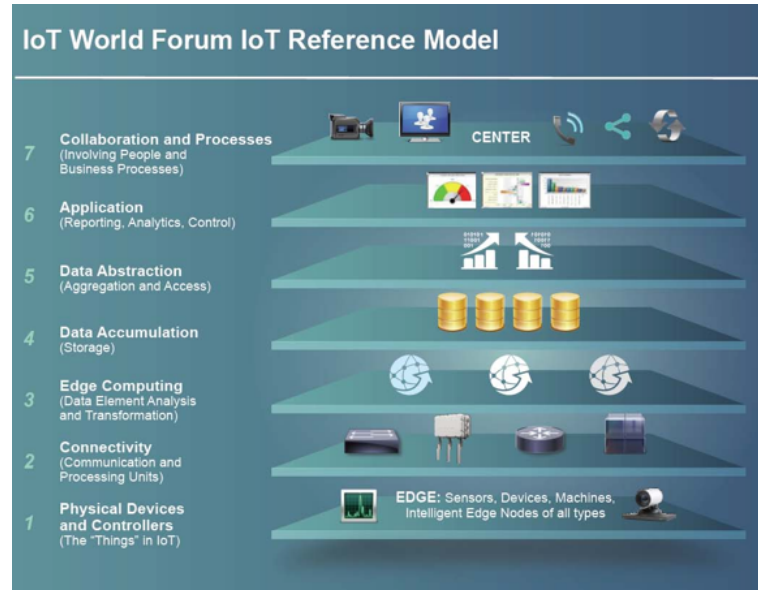 IoT World Forum IoT Reference Model
7
Collaboration and Processes
(Involving People and
Business Processes)
CENTER
6
Application
(Reporting, Analytics, Control)
5
Data Abstraction
(Aggregation and Access)
4
Data Accumulation
(Storage)
3
Edge Computing
(Data Element Analysis
and Transformation)
2
Connectivity
(Communication and
Processing Units)
1
Physical Devices
and Controllers
(The “Things” in IoT)
EDGE: Sensors, Devices, Machines,
Intelligent Edge Nodes of all types